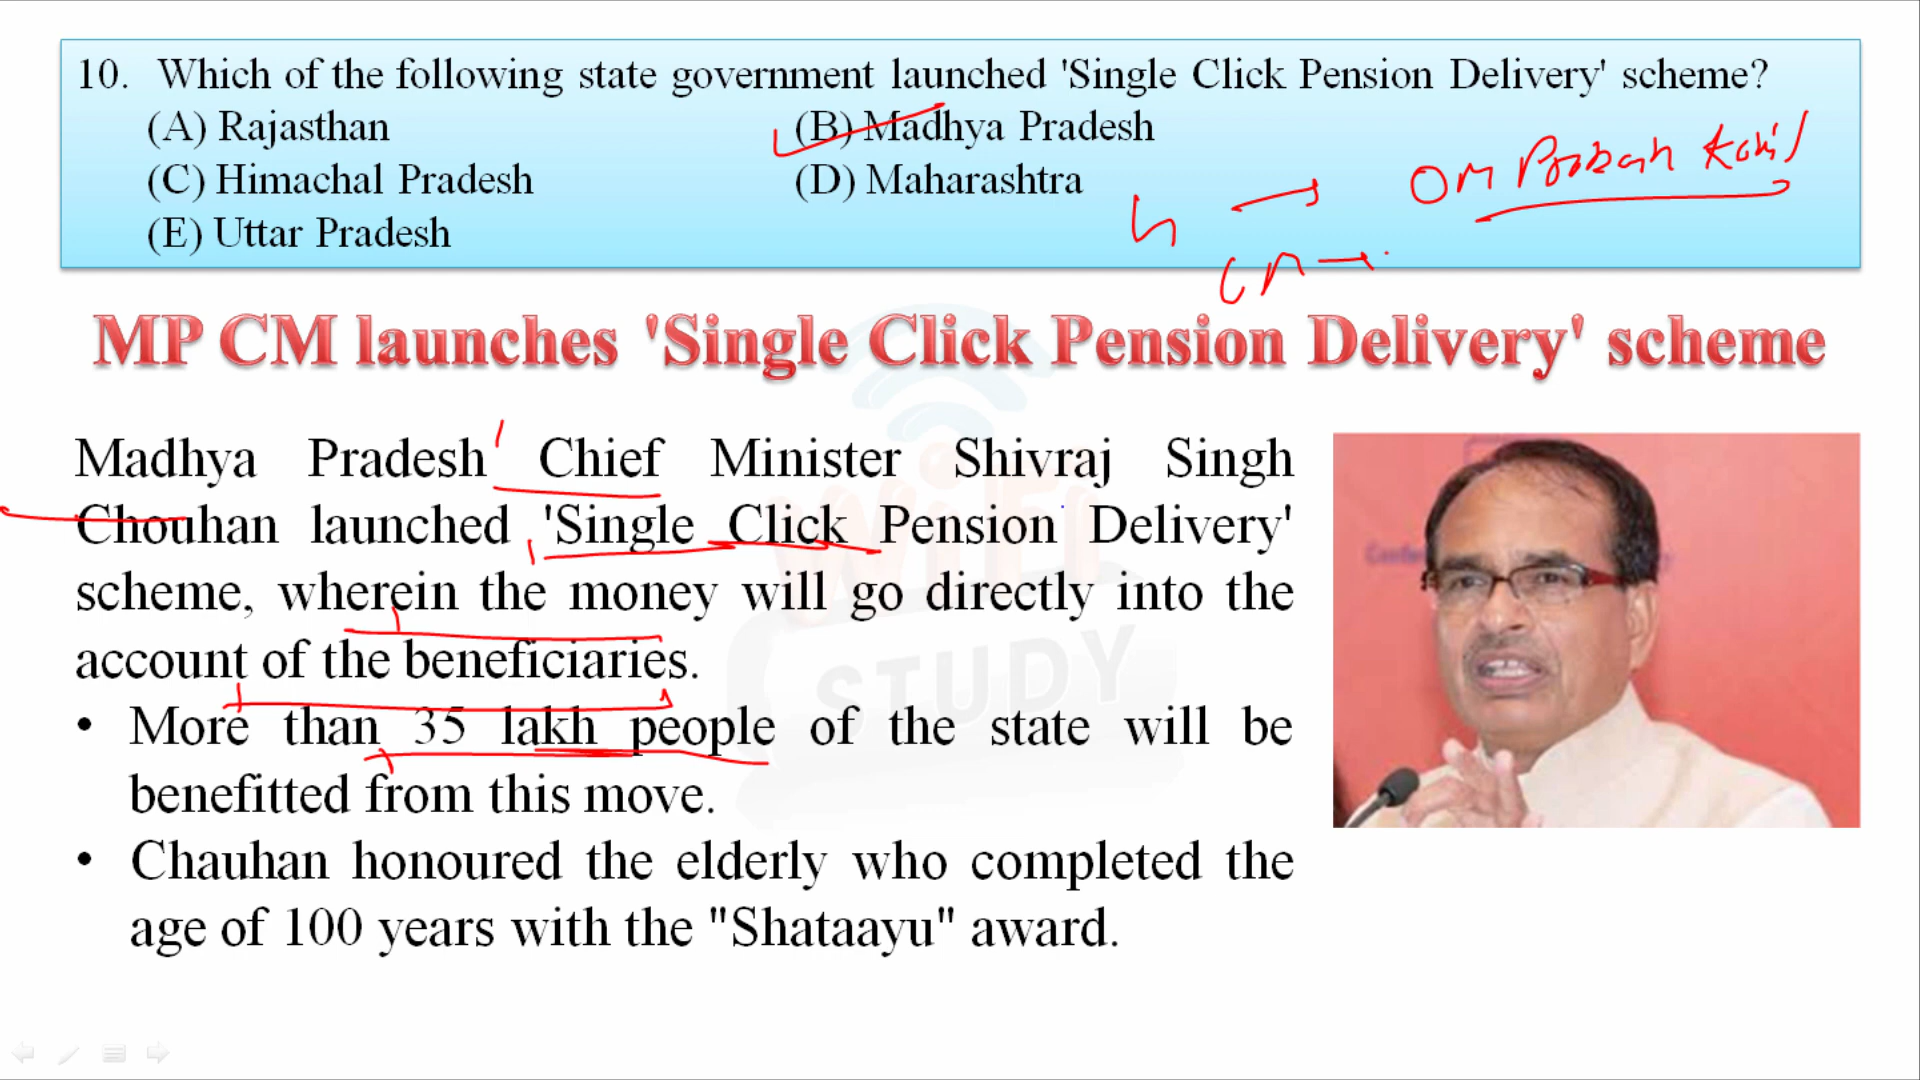 10. Which of the following state government launched 'Single Click Pension Delivery' scheme?
(A) Rajasthan (B) Madhya Pradesh
(C) Himachal Pradesh (D) Maharashtra
(E) Uttar Pradesh
OM
MP CM launches 'Single Click Pension Delivery' scheme
Madhya Pradesh Chief Minister Shivraj Singh
Chouhan launched 'Single Click Pension Delivery'
scheme, wherein the money will go directly into the
account of the beneficiaries.
• More than 35 lakh people of the state will be
benefitted from this move.
• Chauhan honoured the elderly who completed the
age of 100 years with the "Shataayu" award.
WiFi
STUDY